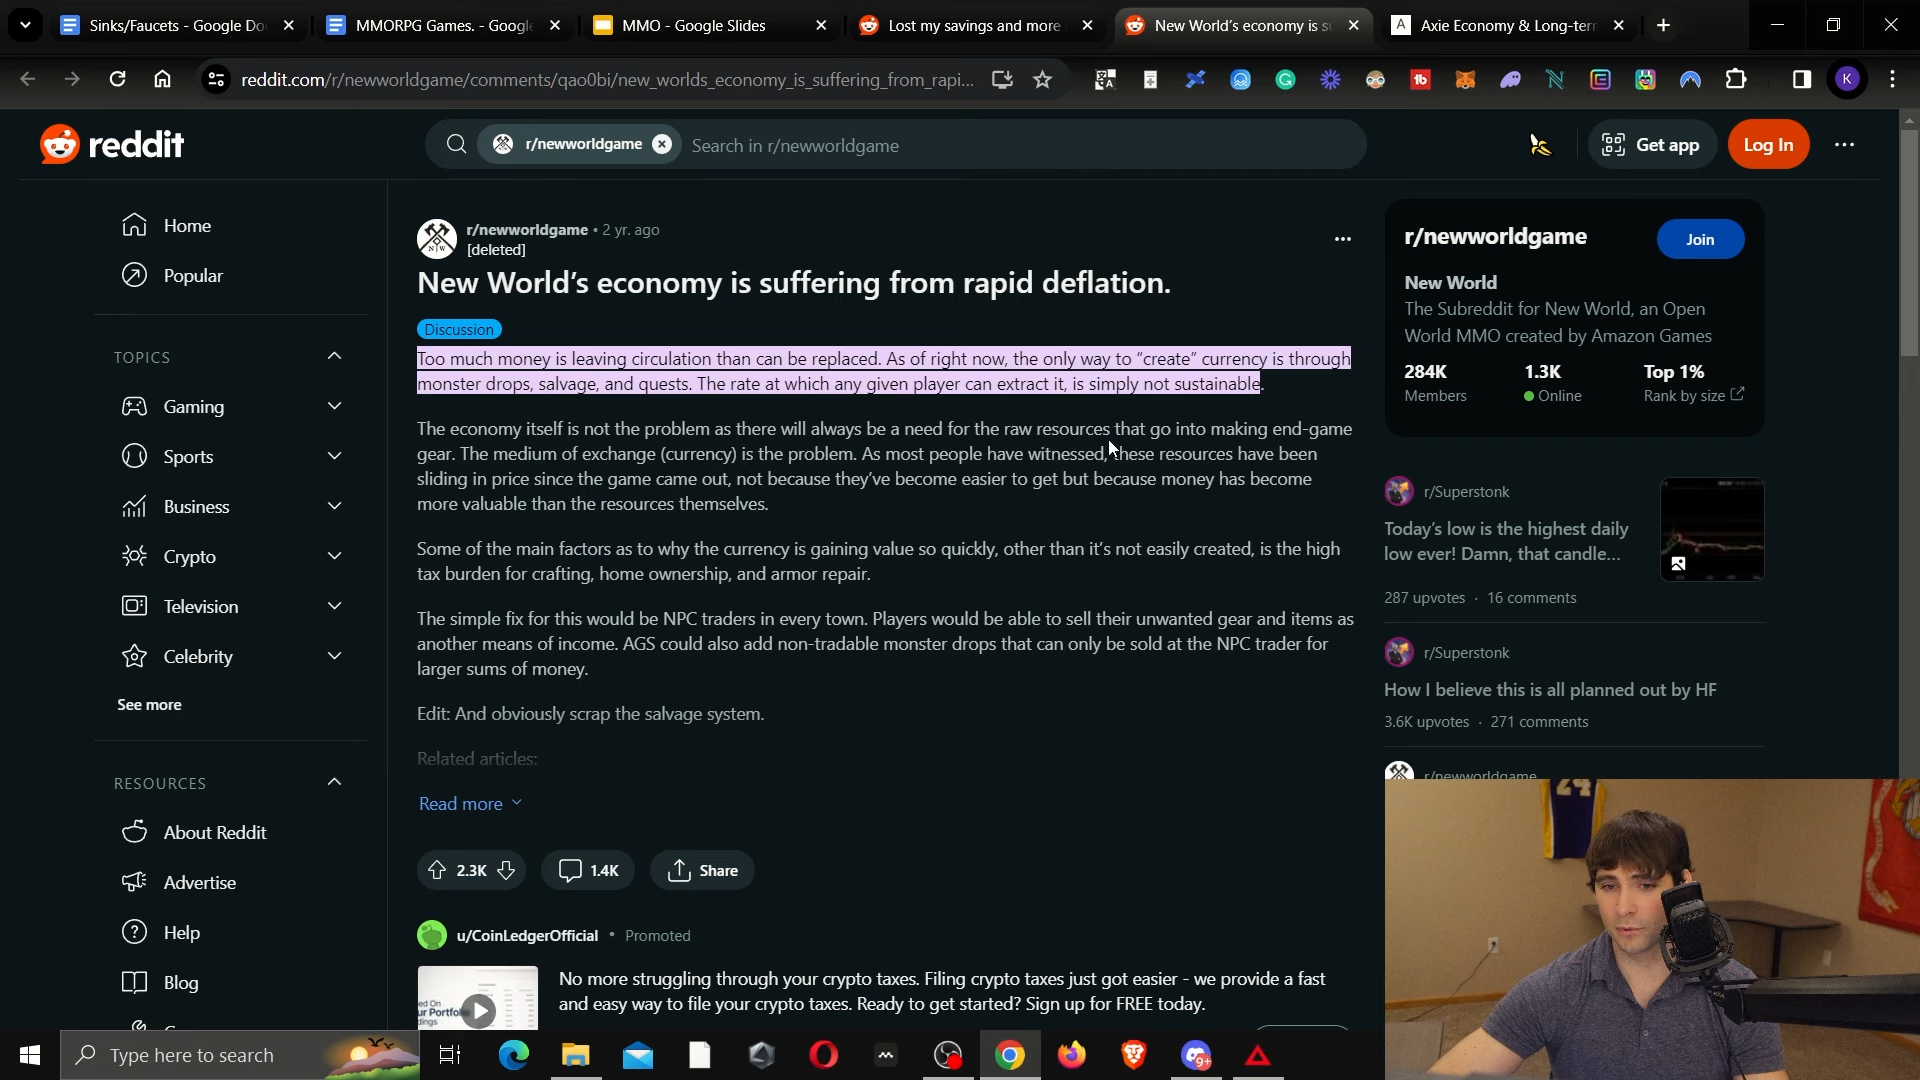 Sinks/Faucets - Google Do
MMORPG Games. - Google
MMO - Google Slides
Lost my savings and more
New World's economy is s
Axie Economy & Long-ter
reddit.com/r/newworldgame/comments/qao0bi/new_worlds_economy_is_suffering_from_rapi...
K
reddit
r/newworldgame
Search in r/newworldgame
Get app
Log In
Home
Popular
TOPICS
Gaming
Sports
Business
Crypto
Television
Celebrity
See more
RESOURCES
About Reddit
Advertise
Help
Blog
r/newworldgame • 2 yr. ago
[deleted]
New World's economy is suffering from rapid deflation.
Discussion
Too much money is leaving circulation than can be replaced. As of right now, the only way to "create" currency is through
monster drops, salvage, and quests. The rate at which any given player can extract it, is simply not sustainable.
The economy itself is not the problem as there will always be a need for the raw resources that go into making end-game
gear. The medium of exchange (currency) is the problem. As most people have witnessed, these resources have been
sliding in price since the game came out, not because they've become easier to get but because money has become
more valuable than the resources themselves.
Some of the main factors as to why the currency is gaining value so quickly, other than it's not easily created, is the high
tax burden for crafting, home ownership, and armor repair.
The simple fix for this would be NPC traders in every town. Players would be able to sell their unwanted gear and items as
another means of income. AGS could also add non-tradable monster drops that can only be sold at the NPC trader for
larger sums of money.
Edit: And obviously scrap the salvage system.
Related articles:
Read more
2.3K
1.4K
Share
u/CoinLedgerOfficial • Promoted
No more struggling through your crypto taxes. Filing crypto taxes just got easier - we provide a fast
and easy way to file your crypto taxes. Ready to get started? Sign up for FREE today.
r/newworldgame
Join
New World
The Subreddit for New World, an Open
World MMO created by Amazon Games
284K
1.3K
Top 1%
Members
Online
Rank by size
r/Superstonk
Today's low is the highest daily
low ever! Damn, that candle...
287 upvotes · 16 comments
r/Superstonk
How I believe this is all planned out by HF
3.6K upvotes · 271 comments
r/newworldgame
24
Type here to search
9+